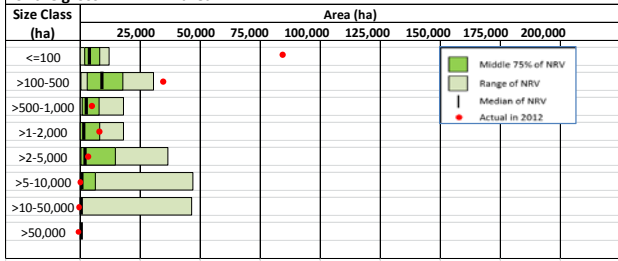 Size Class (ha) Area (ha)
25,000 50,000 75,000 100,000 125,000 150,000 175,000 200,000
<=100
>100-500
>500-1,000
>1-2,000
>2-5,000
>5-10,000
>10-50,000
>50,000
Middle 75% of NRV
Range of NRV
Median of NRV
Actual in 2012